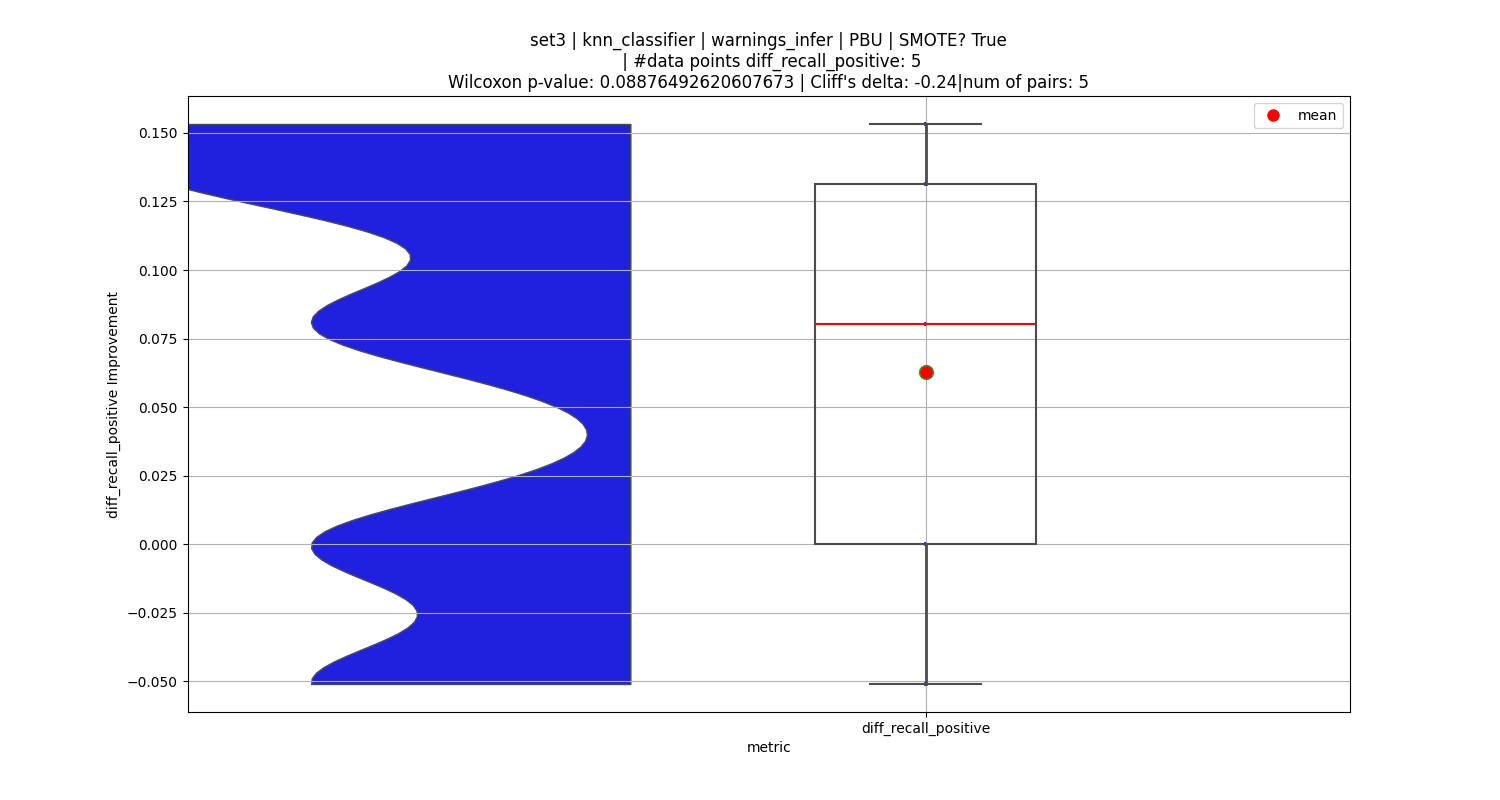 set3 | knn_classifier | warnings_infer | PBU | SMOTE? True
| #data points diff_recall_positive: 5
Wilcoxon p-value: 0.08876492620607673 | Cliff's delta: -0.24|num of pairs: 5
mean
0.150
0.125
0.100
0.075
0.050
0.025
0.000
−0.025
−0.050
diff_recall_positive Improvement
diff_recall_positive
metric